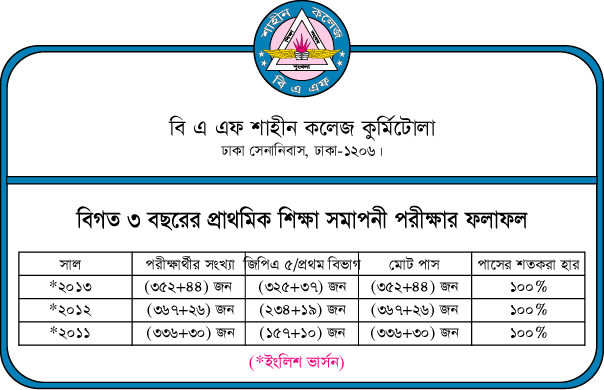 শাহীন কলেজ
শিক্ষা সংযম
শৃংখলা
বি এ এফ
বি এ এফ শাহীন কলেজ কুর্মিটোলা
ঢাকা সেনানিবাস, ঢাকা-১২০৬।
বিগত ৩ বছরের প্রাথমিক শিক্ষা সমাপনী পরীক্ষার ফলাফল
সাল পরীক্ষার্থীর সংখ্যা জিপিএ ৫/প্রথম বিভাগ মোট পাস পাসের শতকরা হার
*২০১৩ (৩৫২+৪৪) জন (৩২৫+৩৭) জন (৩৫২+৪৪) জন ১০০%
*২০১২ (৩৬৭+২৬) জন (২৩৪+১৯) জন (৩৬৭+২৬) জন ১০০%
*২০১১ (৩৩৬+৩০) জন (১৫৭+১০) জন (৩৩৬+৩০) জন ১০০%
(*ইংলিশ ভার্সন)